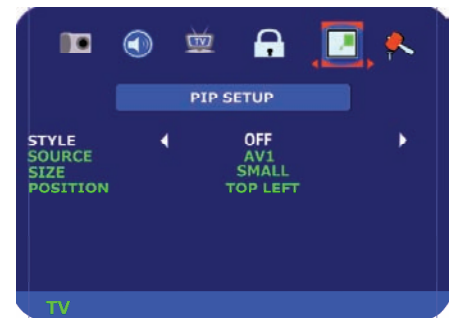 TV
PIP SETUP
STYLE OFF
SOURCE AV1
SIZE SMALL
POSITION TOP LEFT
TV